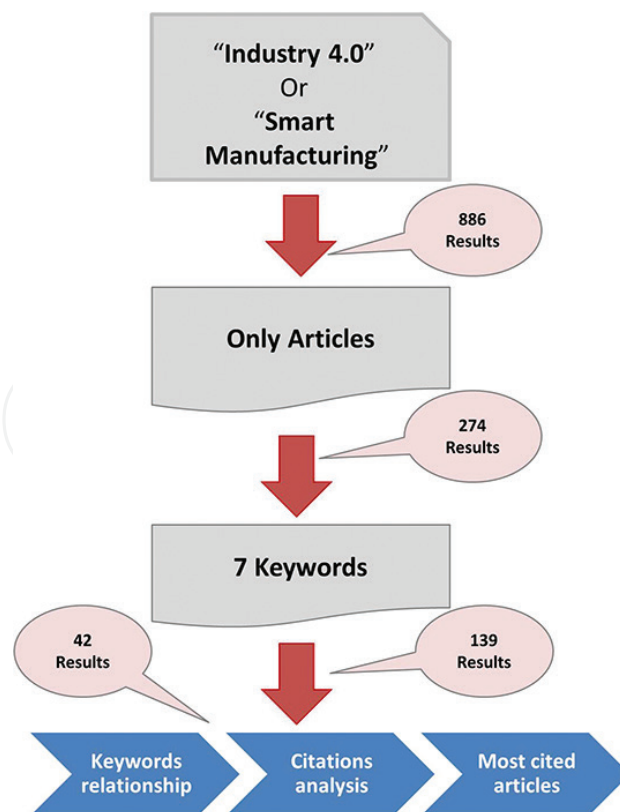 “Industry 4.0”
Or
“Smart
Manufacturing”
886
Results
Only Articles
274
Results
7 Keywords
42
Results
139
Results
Keywords
relationship
Citations
analysis
Most cited
articles